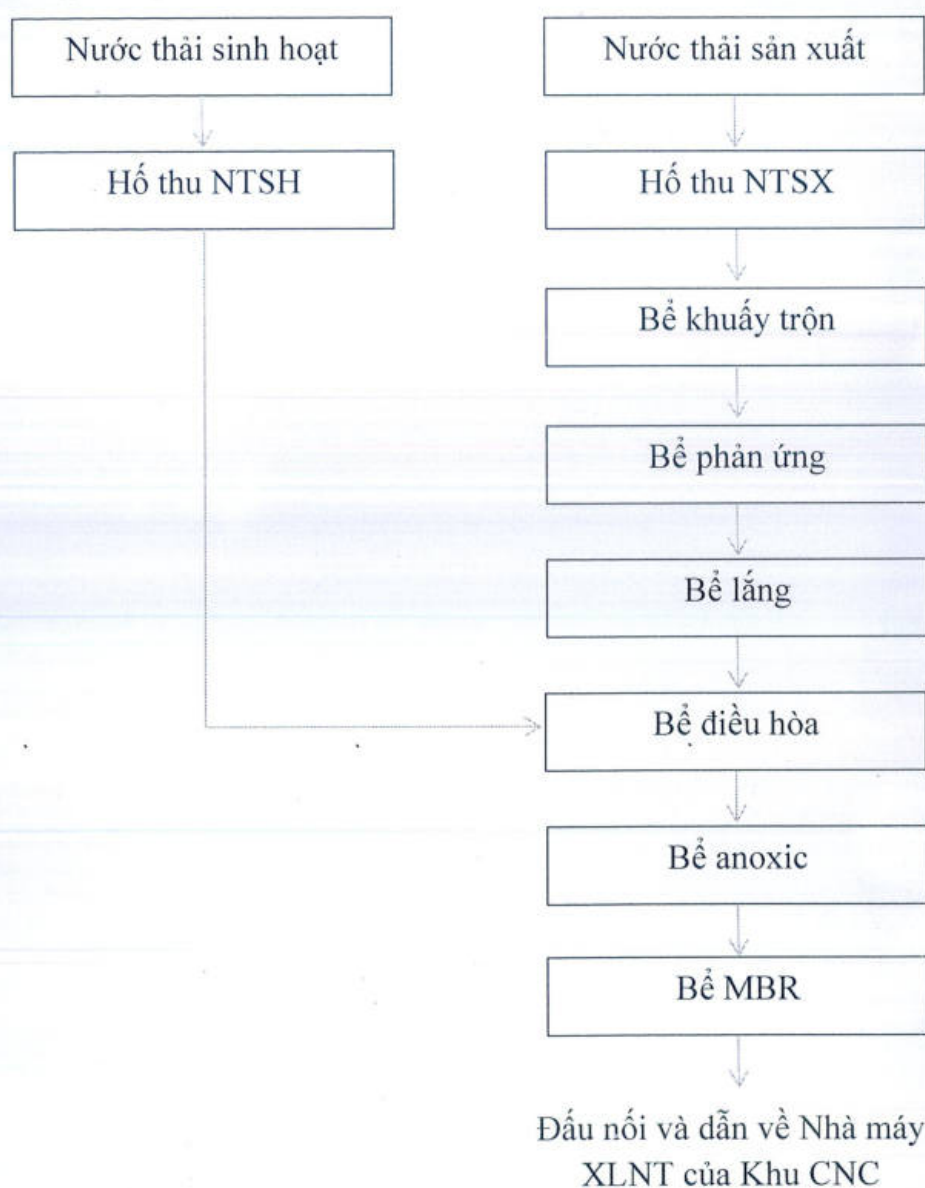 Nước thải sinh hoạt
Nước thải sản xuất
Hố thu NTSH
Hố thu NTSX
Bể khuấy trộn
Bể phản ứng
Bể lắng
Bể điều hòa
Bể anoxic
Bể MBR
Đấu nối và dẫn về Nhà máy
XLNT của Khu CNC